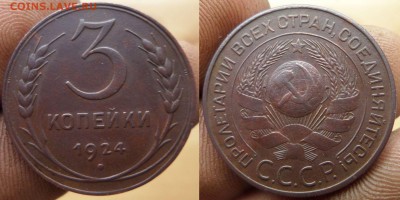 COINS.LAVE.RU
3
КОПЕЙКИ
1924
ПРОЛЕТАРИИ ВСЕХ СТРАН, СОЕДИНЯЙТЕСЬ!
С.С.С.Р.